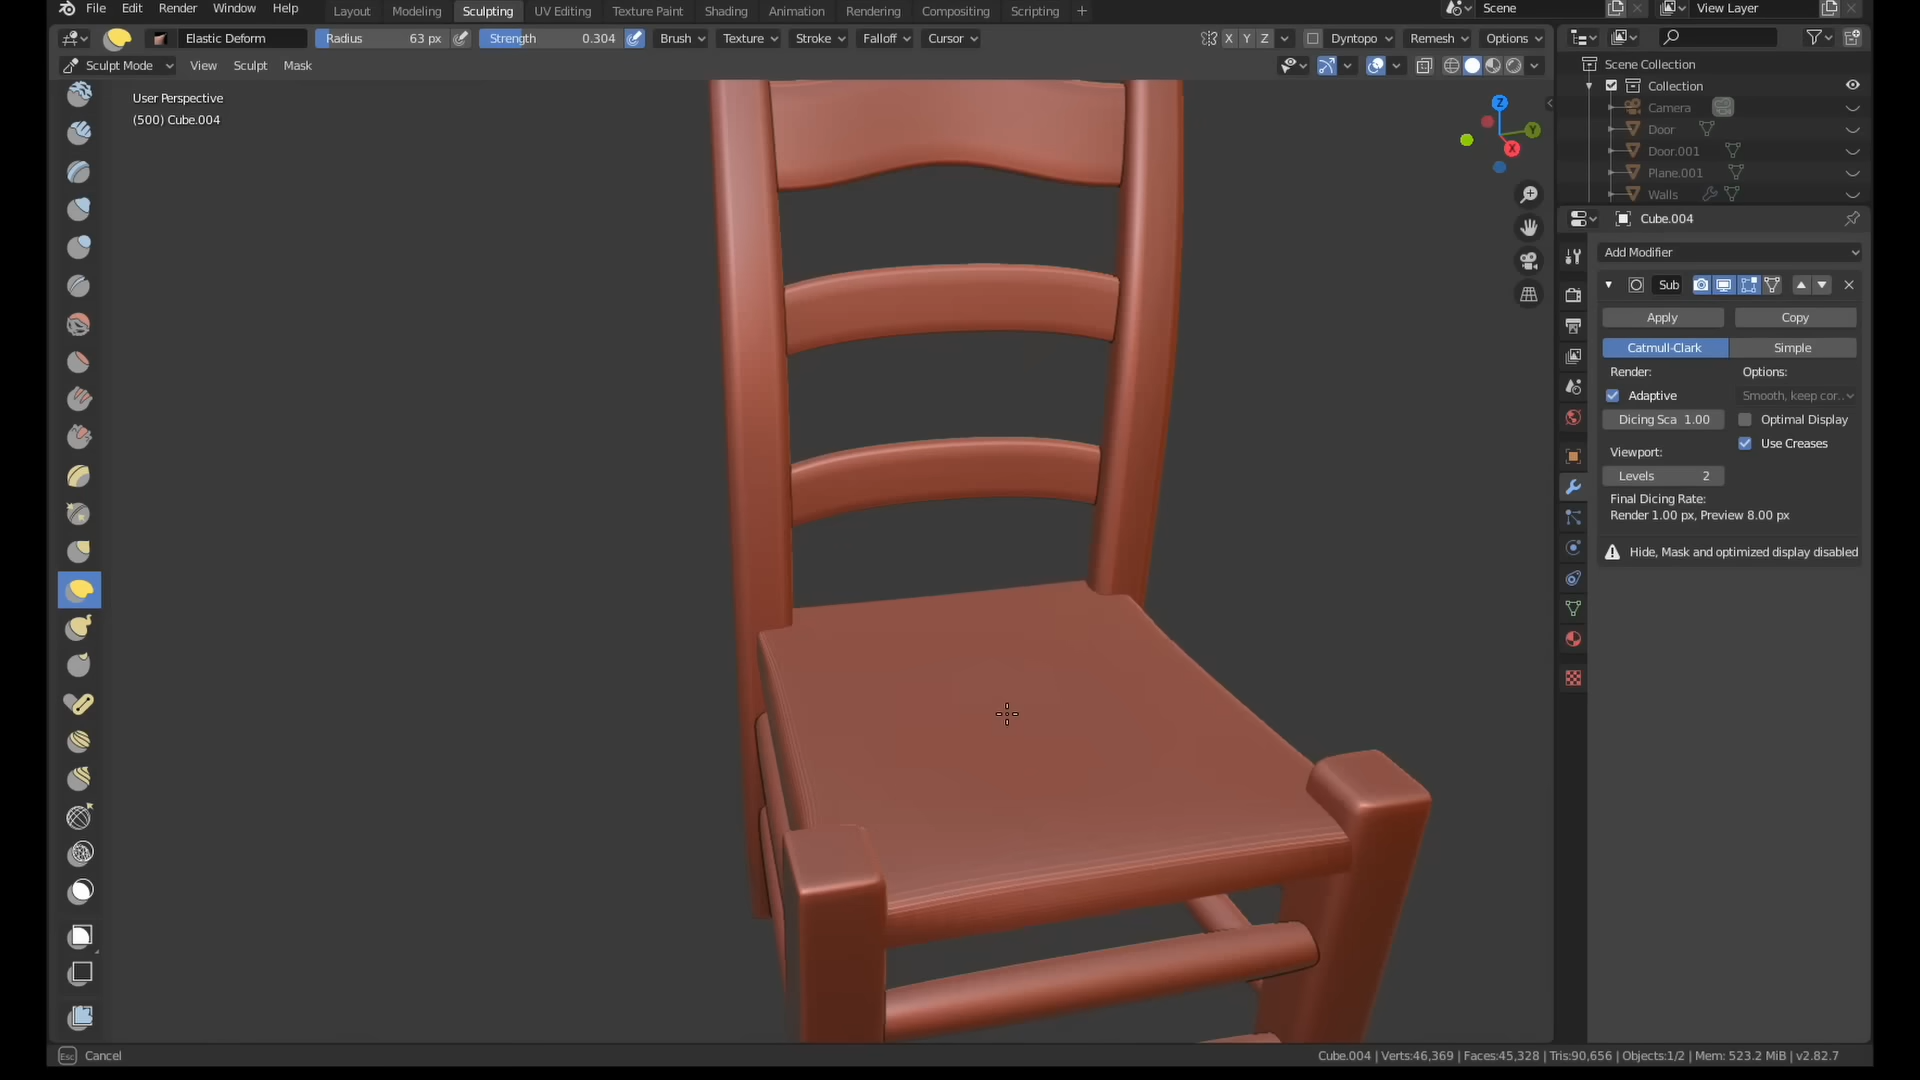 File Edit Render Window Help Layout Modeling Sculpting UV Editing Texture Paint Shading Animation Rendering Compositing Scripting + Scene View Layer
Elastic Deform Radius 63 px Strength 0.304 Brush Texture Stroke Falloff Cursor X Y Z Dyntopo Remesh Options
Sculpt Mode View Sculpt Mask
User Perspective
(500) Cube.004
Z
Y
X
Scene Collection
Collection
Camera
Door
Door.001
Plane.001
Walls
Cube.004
Add Modifier
Sub
Apply Copy
Catmull-Clark Simple
Render: Options:
Adaptive Smooth, keep cor..
Dicing Sca 1.00 Optimal Display
Use Creases
Viewport:
Levels 2
Final Dicing Rate:
Render 1.00 px, Preview 8.00 px
Hide, Mask and optimized display disabled
Esc Cancel Cube.004 | Verts:46,369 | Faces:45,328 | Tris:90,656 | Objects:1/2 | Mem: 523.2 MiB | v2.82.7